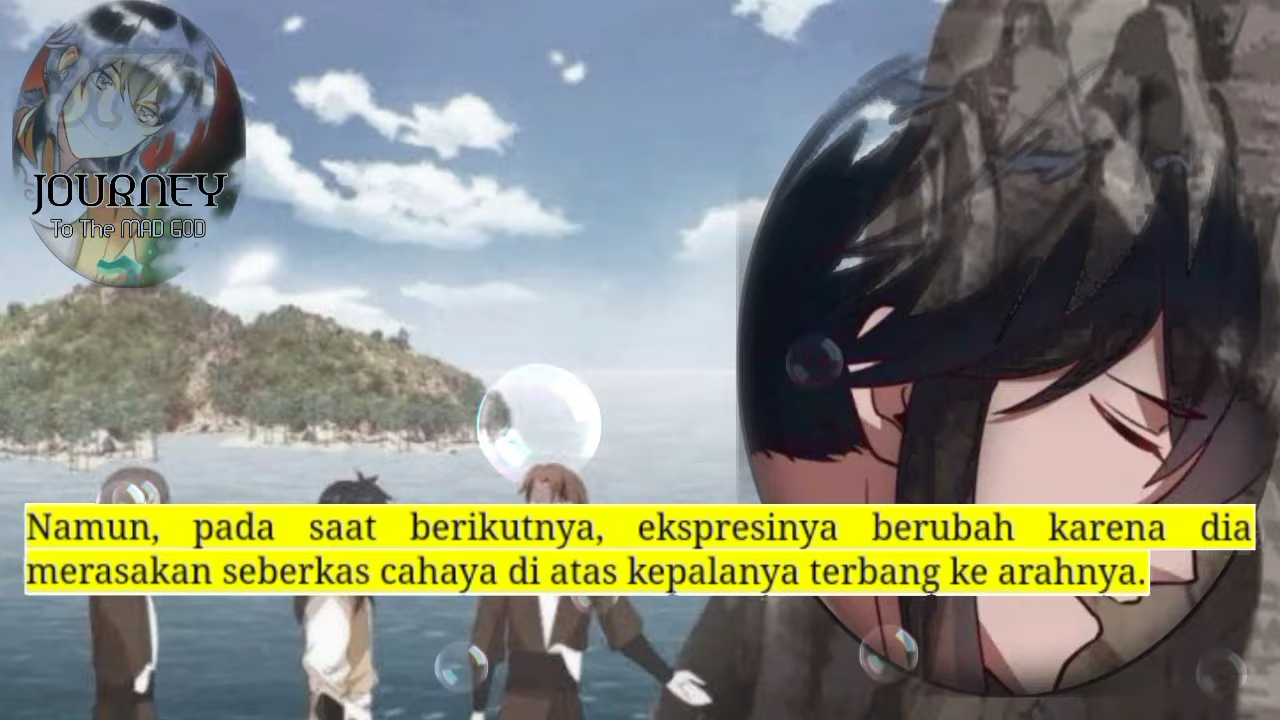 JOURNEY
To The MAD GOD
Namun, pada saat berikutnya, ekspresinya berubah karena dia
merasakan seberkas cahaya di atas kepalanya terbang ke arahnya.